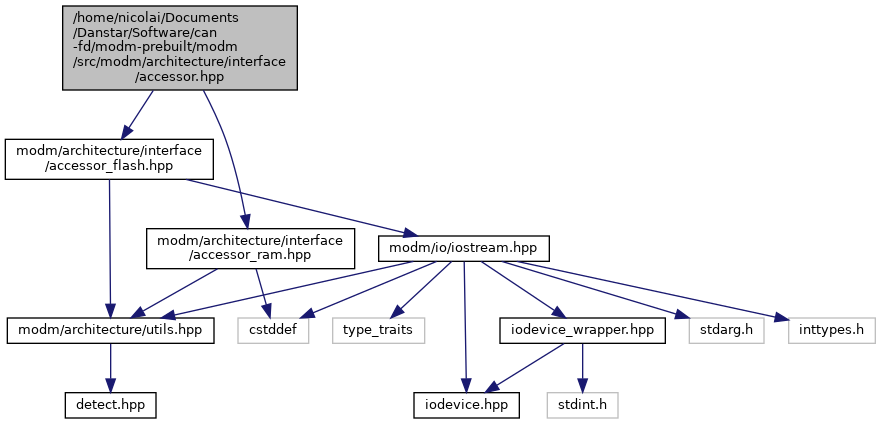 /home/nicolai/Documents
/Danstar/Software/can
-fd/modm-prebuilt/modm
/src/modm/architecture/interface
/accessor.hpp
modm/architecture/interface
/accessor_flash.hpp
modm/architecture/interface
/accessor_ram.hpp
modm/io/iostream.hpp
modm/architecture/utils.hpp
cstddef
type_traits
iodevice_wrapper.hpp
stdarg.h
inttypes.h
detect.hpp
iodevice.hpp
stdint.h